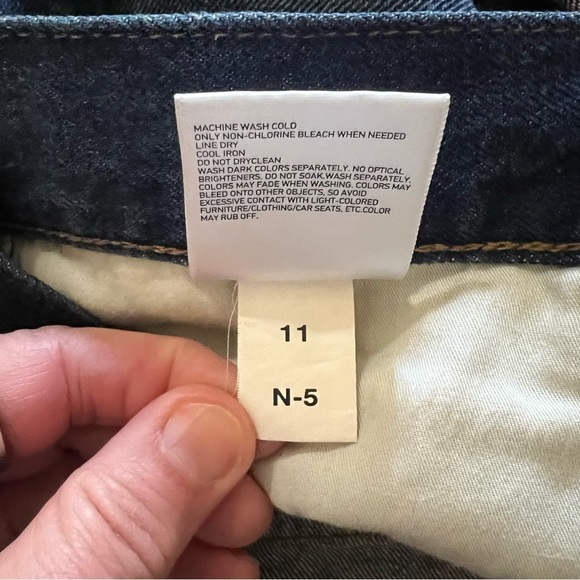 MACHINE WASH COLD
ONLY NON-CHLORINE BLEACH WHEN NEEDED
LINE DRY
COOL IRON
DO NOT DRYCLEAN
WASH DARK COLORS SEPARATELY. NO OPTICAL
BRIGHTENERS. DO NOT SOAK.WASH SEPARATELY.
COLORS MAY FADE WHEN WASHING. COLORS MAY
BLEED ONTO OTHER OBJECTS, SO AVOID
EXCESSIVE CONTACT WITH LIGHT-COLORED
FURNITURE/CLOTHING/CAR SEATS, ETC.COLOR
MAY RUB OFF.
11
N-5